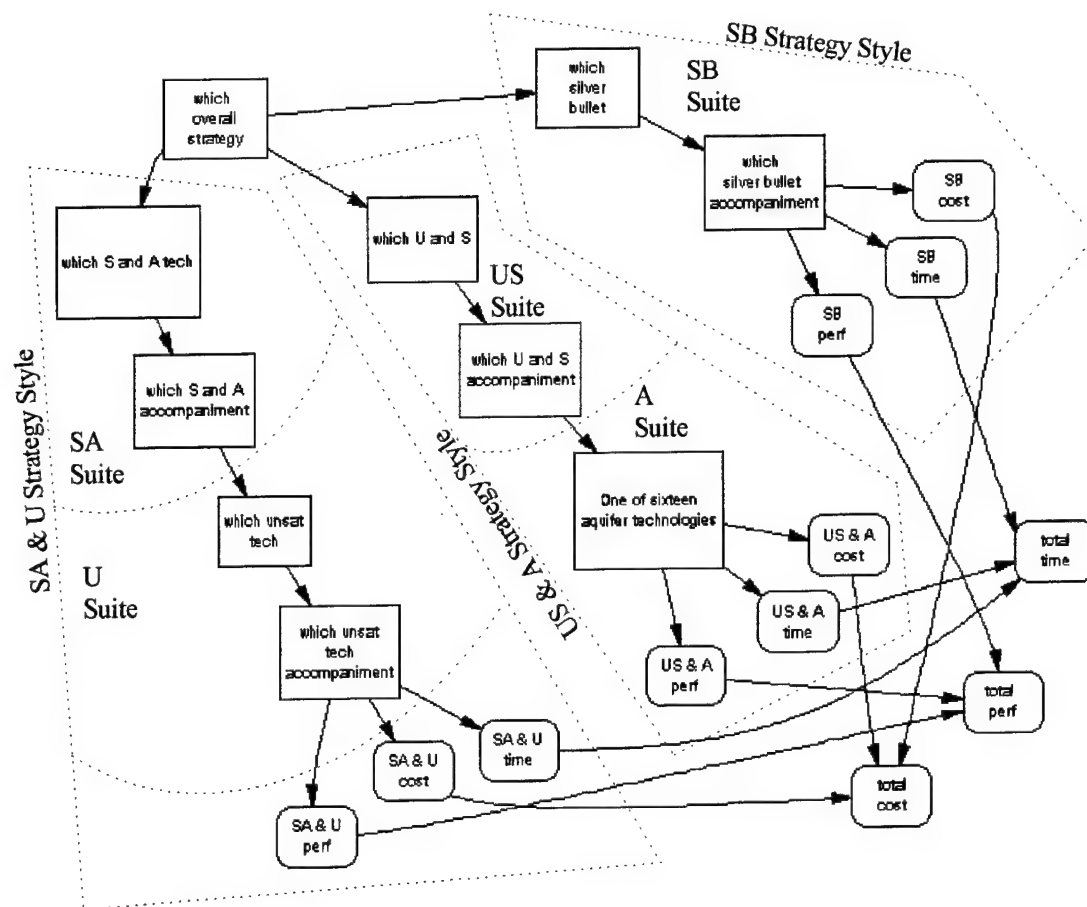 SB Strategy Style
which
overall
strategy
which
silver
bullet
SB
Suite
which
silver bullet
accompaniment
SB
cost
SB
time
SB
perf
which S and A tech
which U and S
US
Suite
which U and S
accompaniment
which S and A
accompaniment
SA
Suite
A
Suite
SA & U Strategy Style
US & A Strategy Style
One of sixteen
aquifer technologies
which unsat
tech
U
Suite
US & A
cost
US & A
time
US & A
perf
total
time
which unsat
tech
accompaniment
SA & U
time
SA & U
cost
SA & U
perf
total
perf
total
cost